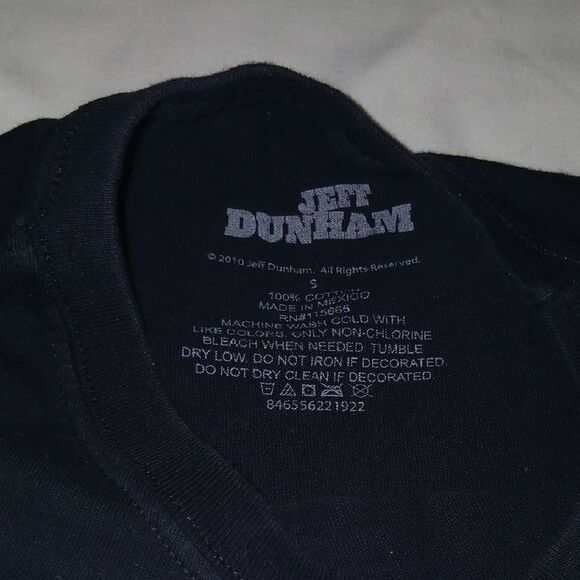 JEFF
DUNHAM
© 2010 Jeff Dunham. All Rights Reserved.
S
100% COTTON
MADE IN MEXICO
RN#115665
MACHINE WASH COLD WITH
LIKE COLORS. ONLY NON-CHLORINE
BLEACH WHEN NEEDED. TUMBLE
DRY LOW. DO NOT IRON IF DECORATED.
DO NOT DRY CLEAN IF DECORATED.
846556221922